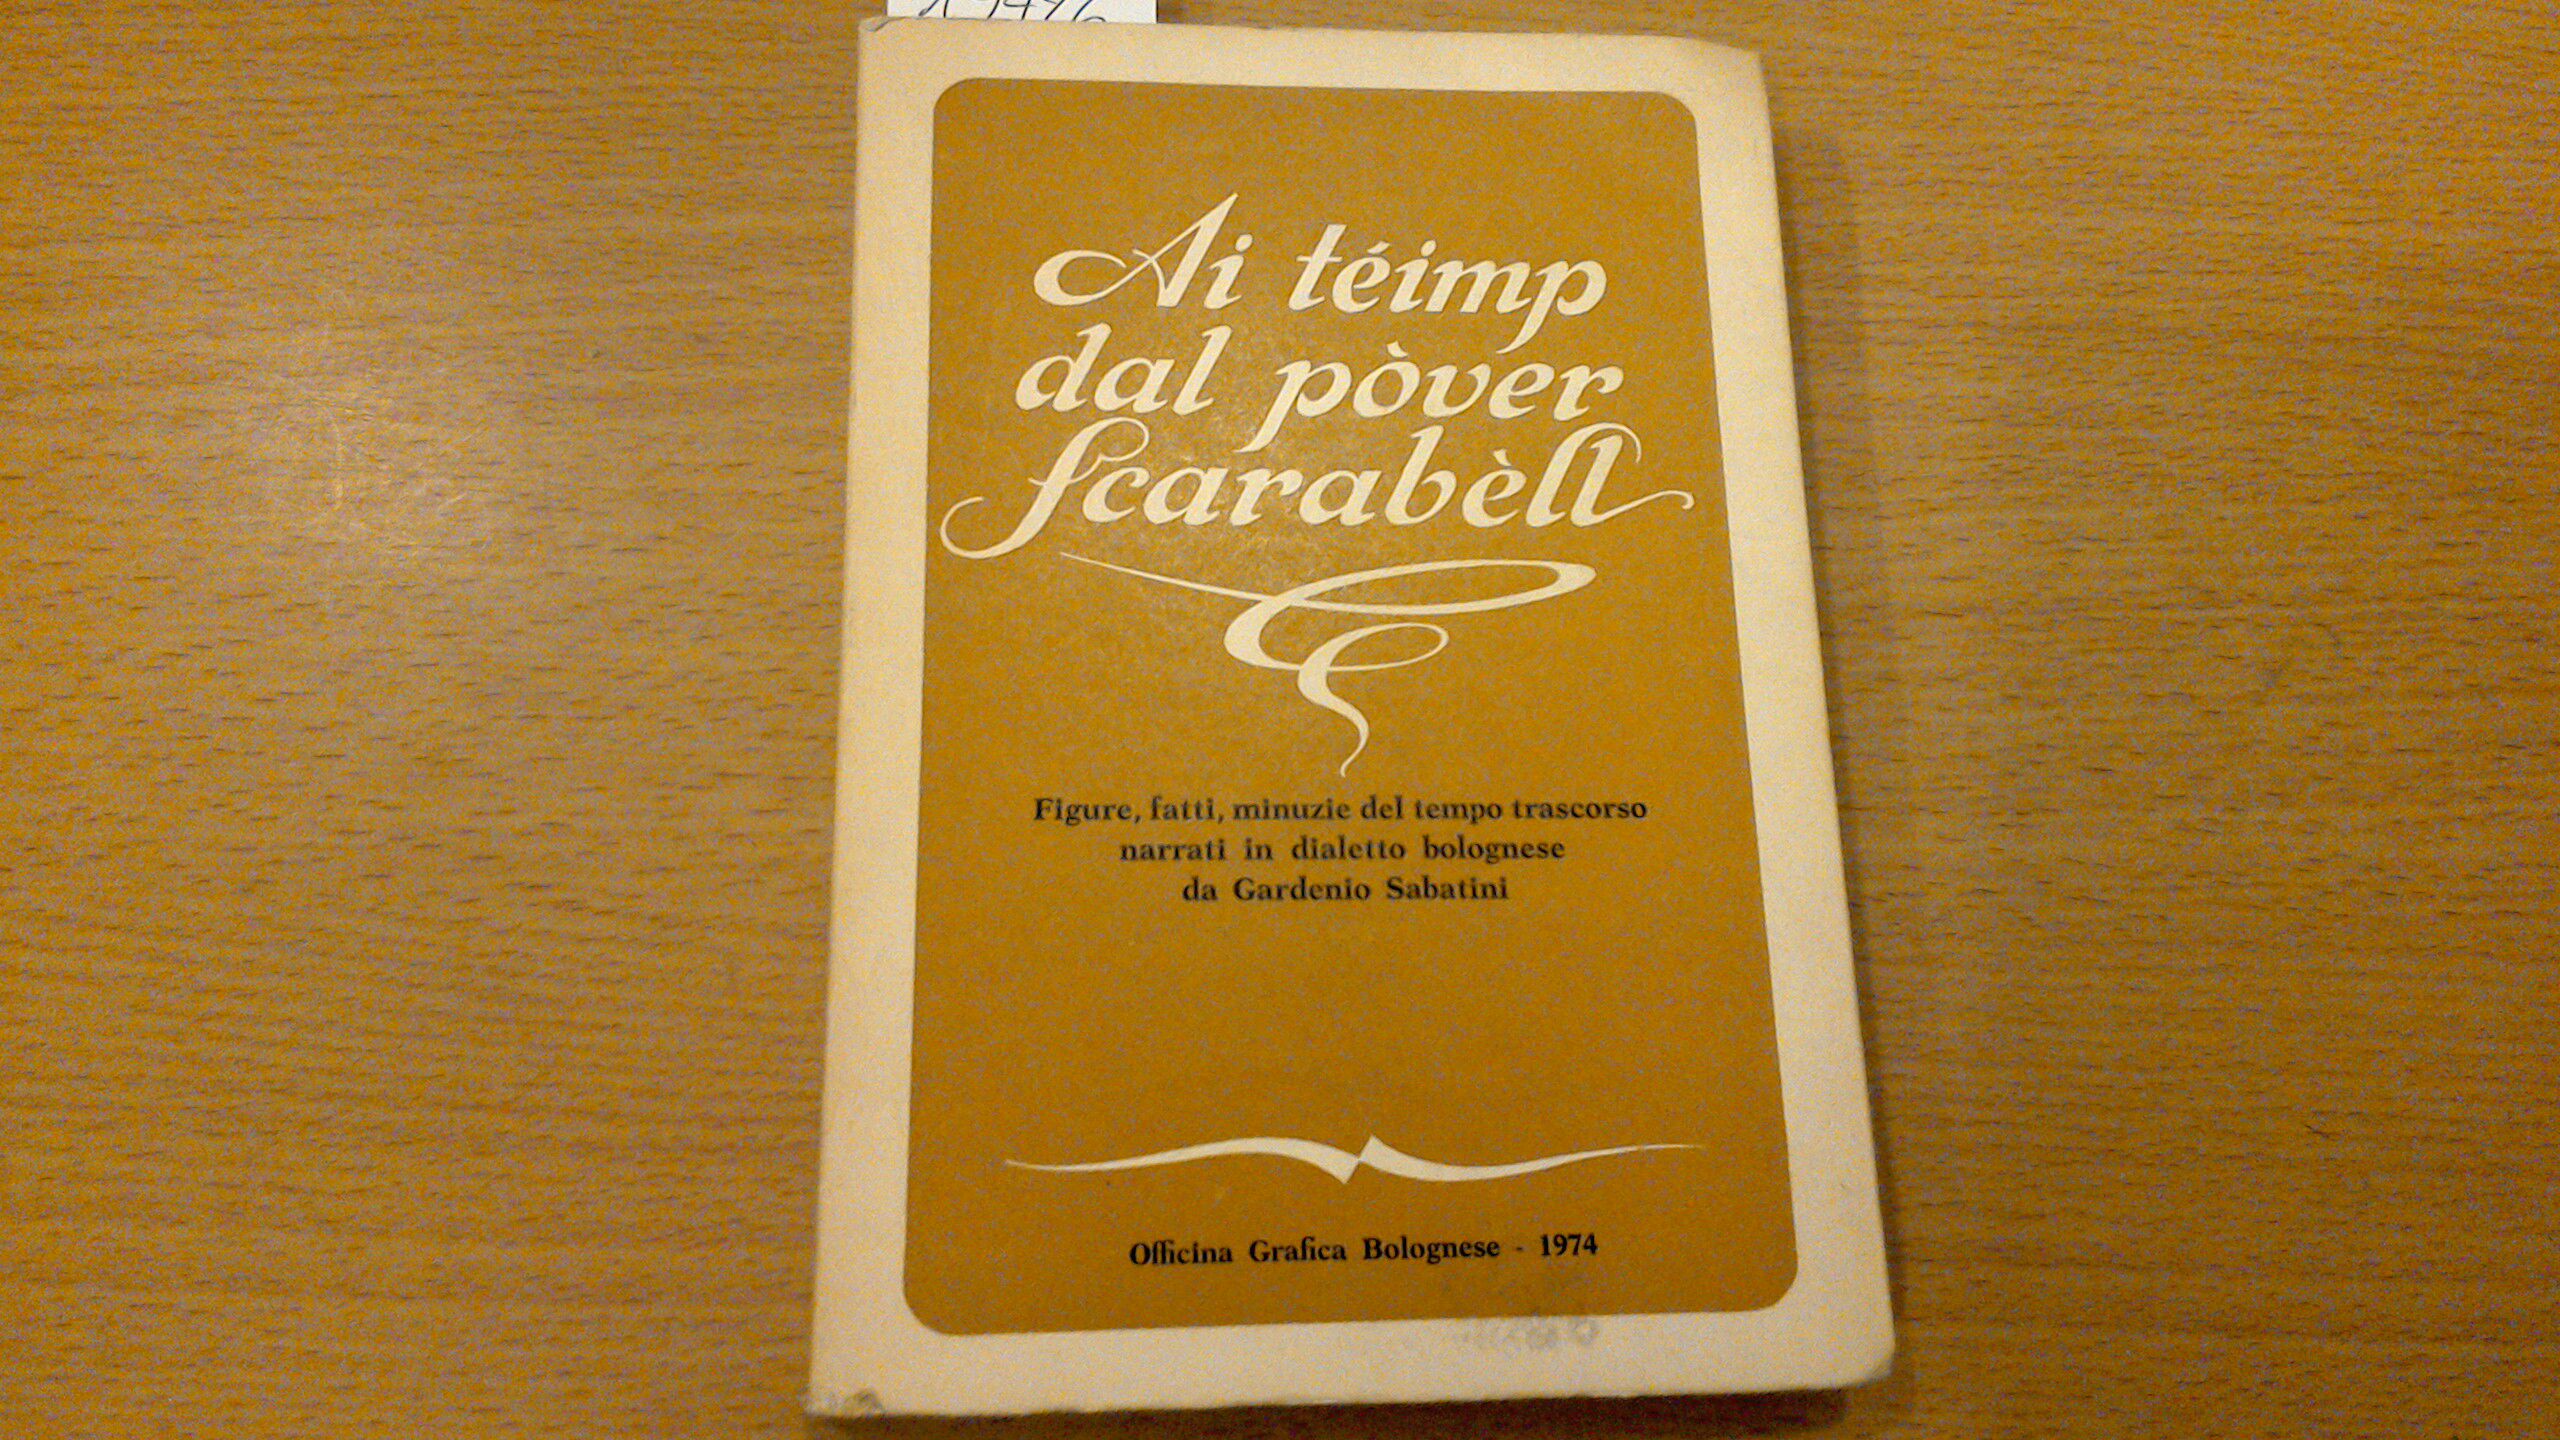 Ai téimp
dal pòver
Scarabèll
Figure, fatti, minuzie del tempo trascorso
narrati in dialetto bolognese
da Gardenio Sabatini
Officina Grafica Bolognese - 1974